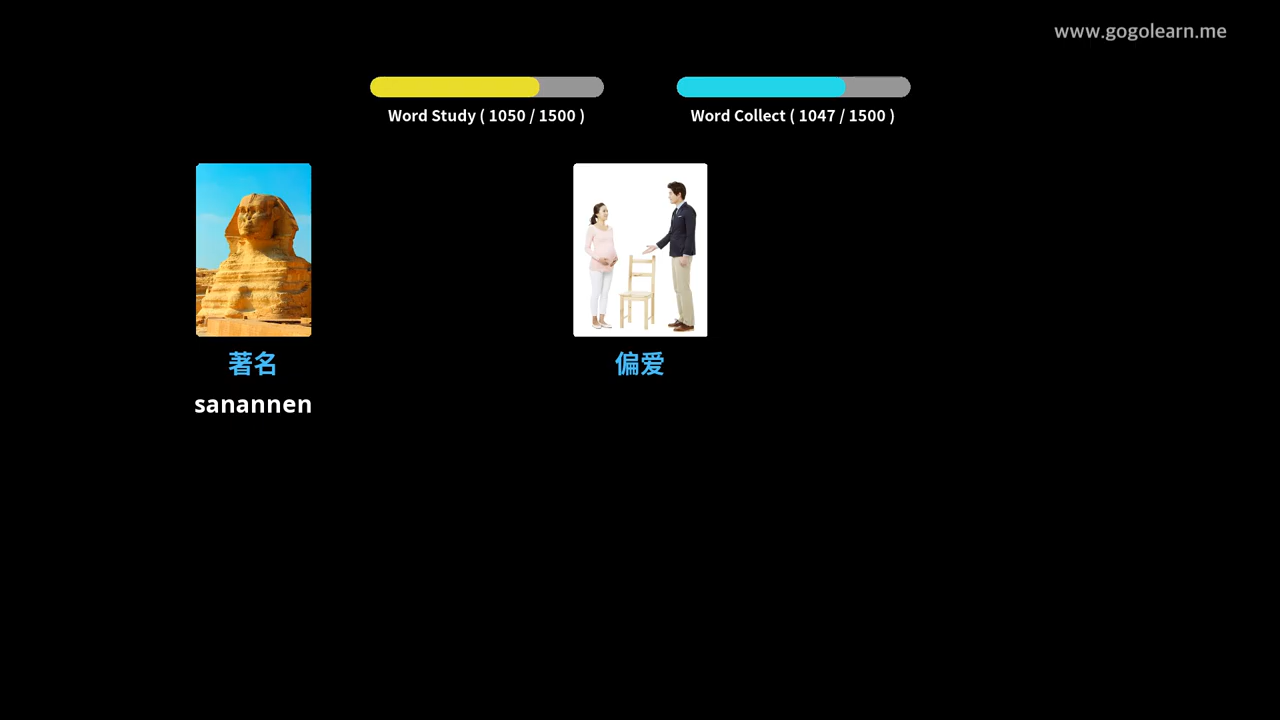 www.gogolearn.me
Word Study ( 1050 / 1500 )
Word Collect ( 1047 / 1500 )
著名
偏爱
sanannen